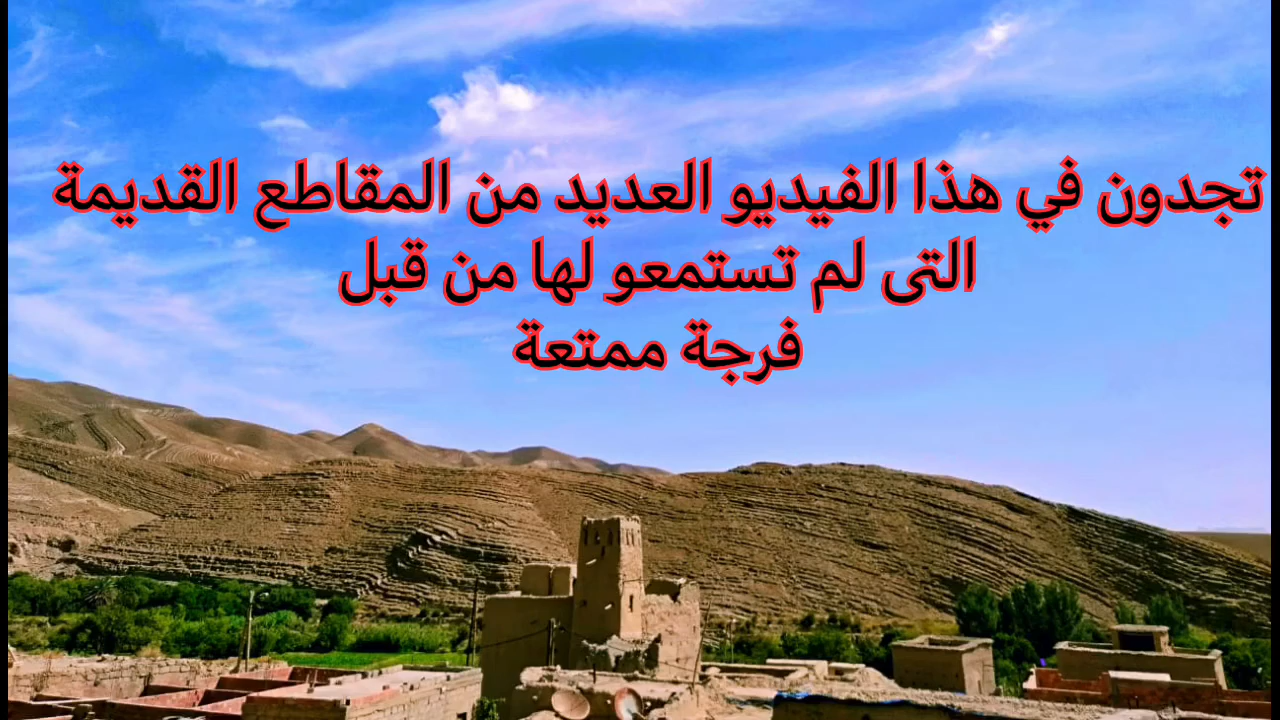 تجدون في هذا الفيديو العديد من المقاطع القديمة
التى لم تستمعو لها من قبل
فرجة ممتعة